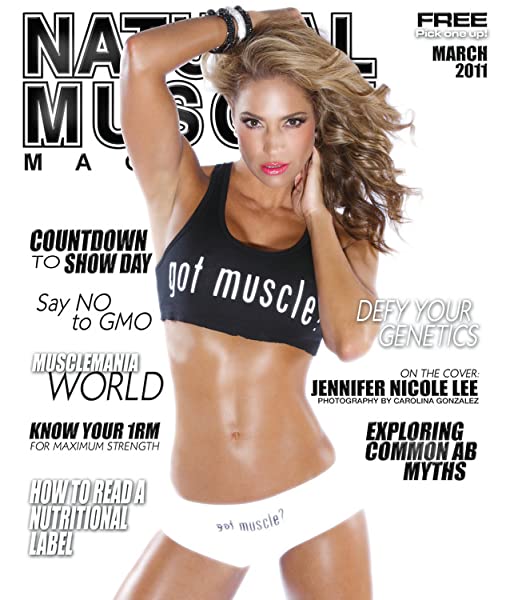 FREE
Pick one up!
MARCH
2011
NATURAL
MUSCLE
COUNTDOWN
TO SHOW DAY
Say NO
to GMO
MUSCLEMANIA
WORLD
KNOW YOUR 1RM
FOR MAXIMUM STRENGTH
HOW TO READ A
NUTRITIONAL
LABEL
got muscle?
DEFY YOUR
GENETICS
ON THE COVER:
JENNIFER NICOLE LEE
PHOTOGRAPHY BY CAROLINA GONZALEZ
EXPLORING
COMMON AB
MYTHS
got muscle?